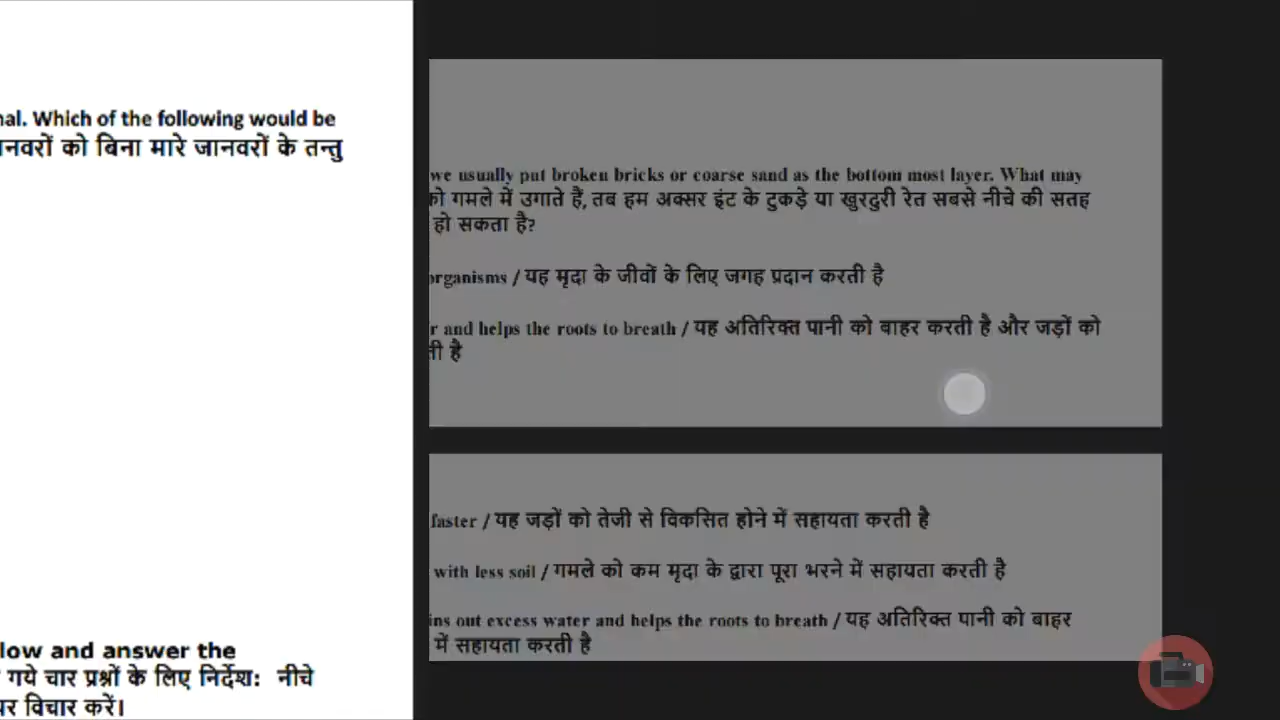 nal. Which of the following would be
ानवरों को बिना मारे जानवरों के तन्तु
low and answer the
गये चार प्रश्नों के लिए निर्देश: नीचे
पर विचार करें।
we usually put broken bricks or coarse sand as the bottom most layer. What may
को गमले में उगाते हैं, तब हम अक्सर इंट के टुकड़े या खुरदुरी रेत सबसे नीचे की सतह
हो सकता है?
organisms / यह मृदा के जीवों के लिए जगह प्रदान करती है
r and helps the roots to breath / यह अतिरिक्त पानी को बाहर करती है और जड़ों को
ती है
faster / यह जड़ों को तेजी से विकसित होने में सहायता करती है
with less soil / गमले को कम मृदा के द्वारा पूरा भरने में सहायता करती है
ins out excess water and helps the roots to breath / यह अतिरिक्त पानी को बाहर
में सहायता करती है